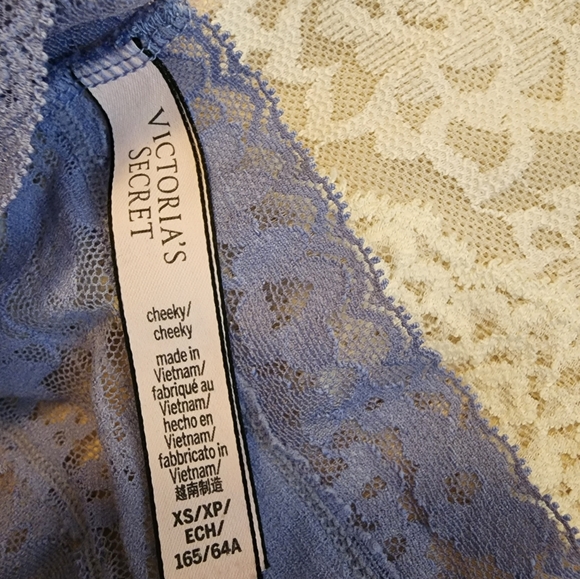 VICTORIA'S
SECRET
cheeky/
cheeky
made in
Vietnam/
fabriqué au
Vietnam/
hecho en
Vietnam/
fabbricato in
Vietnam/
越南制造
XS/XP/
ECH/
165/64A